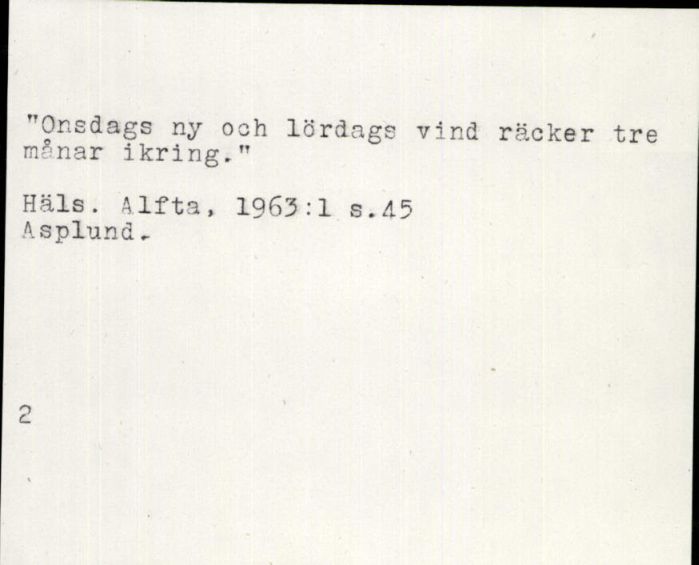 "Onsdags ny och lördags vind räcker tre
månar ikring."
Häls. Alfta, 1963:1 s.45
Asplund.
2